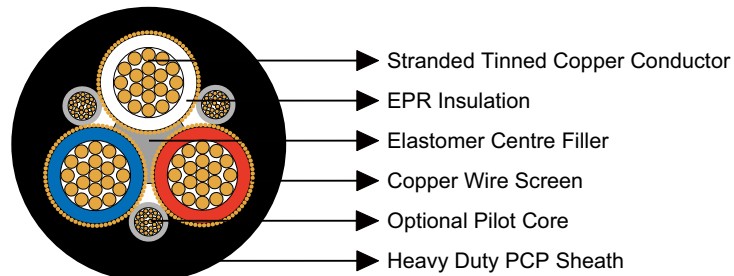 Stranded Tinned Copper Conductor
EPR Insulation
Elastomer Centre Filler
Copper Wire Screen
Optional Pilot Core
Heavy Duty PCP Sheath